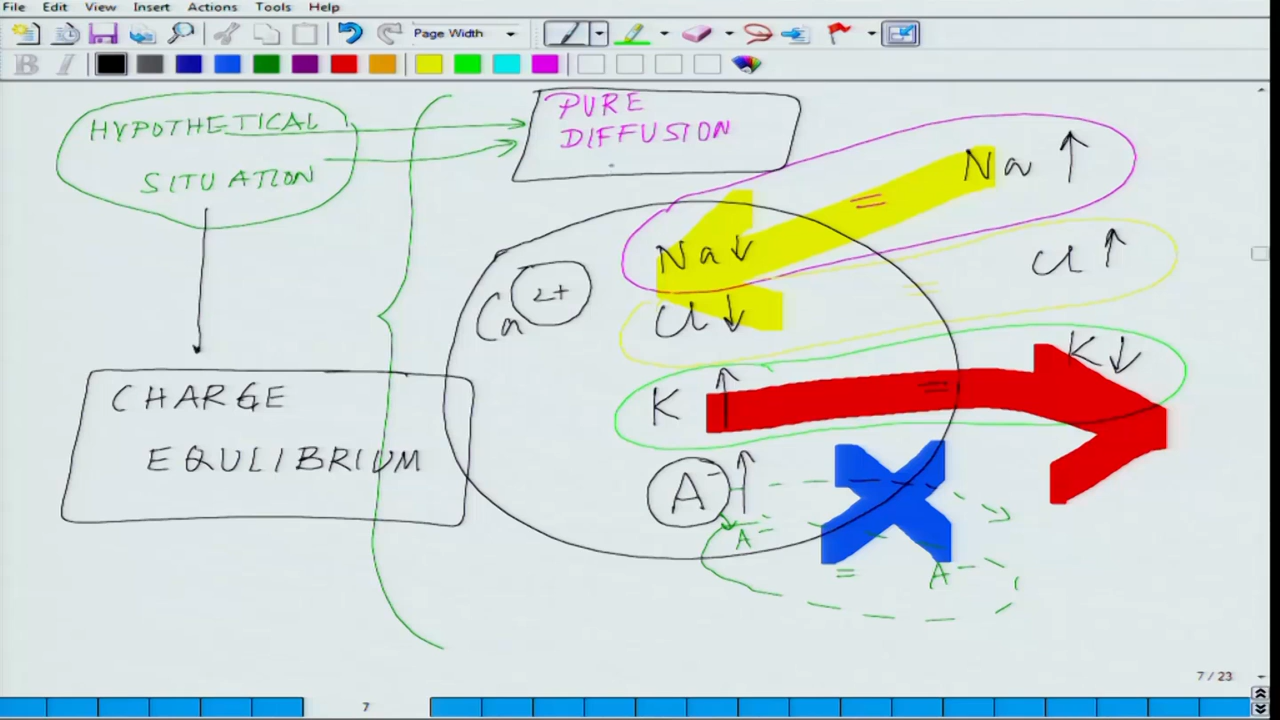 File Edit View Insert Actions Tools Help
Page Width
B I
HYPOTHETICAL
SITUATION
PURE
DIFFUSION
Na ↑
=
Na ↓
Cl ↑
=
Ca 2+
Cl ↓
K ↓
K ↑
=
CHARGE
EQULIBRIUM
A⁻ ↑
A⁻
= A⁻
7 / 23
7